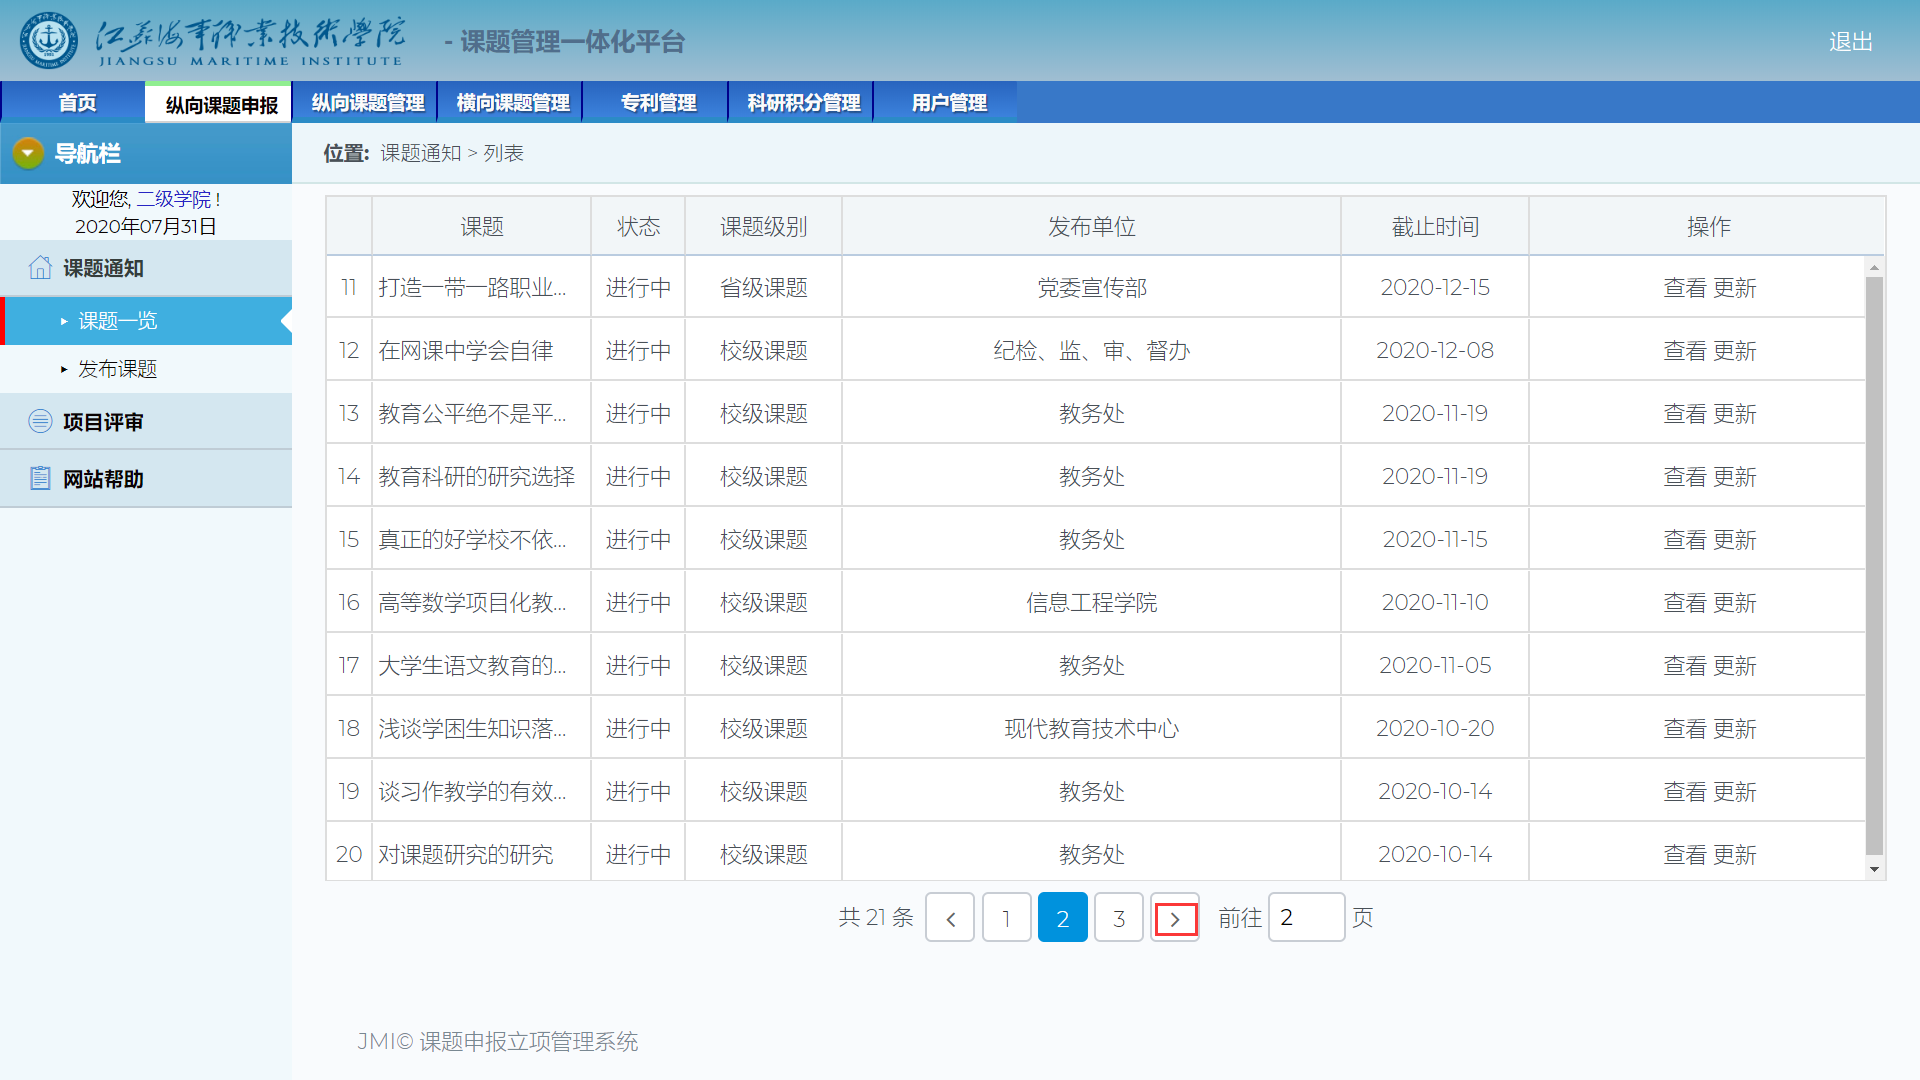 江苏海事职业技术學院
JIANGSU MARITIME INSTITUTE
- 课题管理一体化平台
退出
首页 纵向课题申报 纵向课题管理 横向课题管理 专利管理 科研积分管理 用户管理
导航栏
欢迎您, 二级学院 !
2020年07月31日
课题通知
课题一览
发布课题
项目评审
网站帮助
位置: 课题通知 > 列表
课题 状态 课题级别 发布单位 截止时间 操作
11 打造一带一路职业... 进行中 省级课题 党委宣传部 2020-12-15 查看 更新
12 在网课中学会自律 进行中 校级课题 纪检、监、审、督办 2020-12-08 查看 更新
13 教育公平绝不是平... 进行中 校级课题 教务处 2020-11-19 查看 更新
14 教育科研的研究选择 进行中 校级课题 教务处 2020-11-19 查看 更新
15 真正的好学校不依... 进行中 校级课题 教务处 2020-11-15 查看 更新
16 高等数学项目化教... 进行中 校级课题 信息工程学院 2020-11-10 查看 更新
17 大学生语文教育的... 进行中 校级课题 教务处 2020-11-05 查看 更新
18 浅谈学困生知识落... 进行中 校级课题 现代教育技术中心 2020-10-20 查看 更新
19 谈习作教学的有效... 进行中 校级课题 教务处 2020-10-14 查看 更新
20 对课题研究的研究 进行中 校级课题 教务处 2020-10-14 查看 更新
共 21 条 1 2 3 前往 2 页
JMI© 课题申报立项管理系统